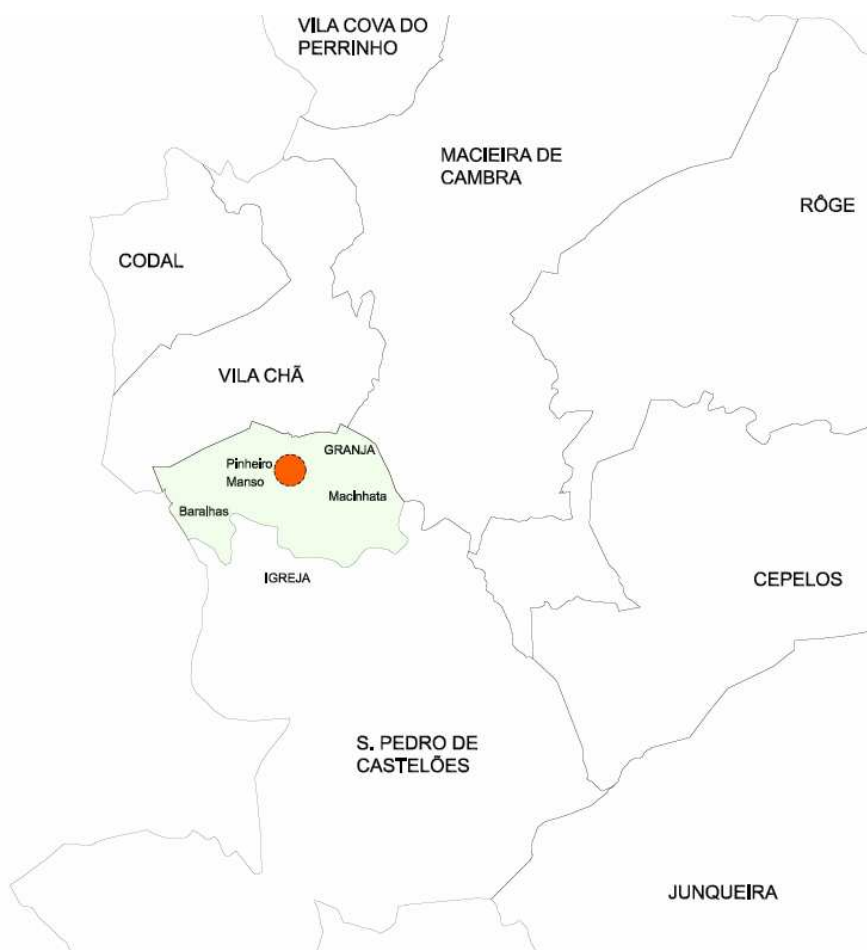 VILA COVA DO
PERRINHO
MACIEIRA DE
CAMBRA
RÔGE
CODAL
VILA CHÃ
GRANJA
Pinheiro
Manso
Macinhata
Baralhas
IGREJA
CEPELOS
S. PEDRO DE
CASTELÕES
JUNQUEIRA